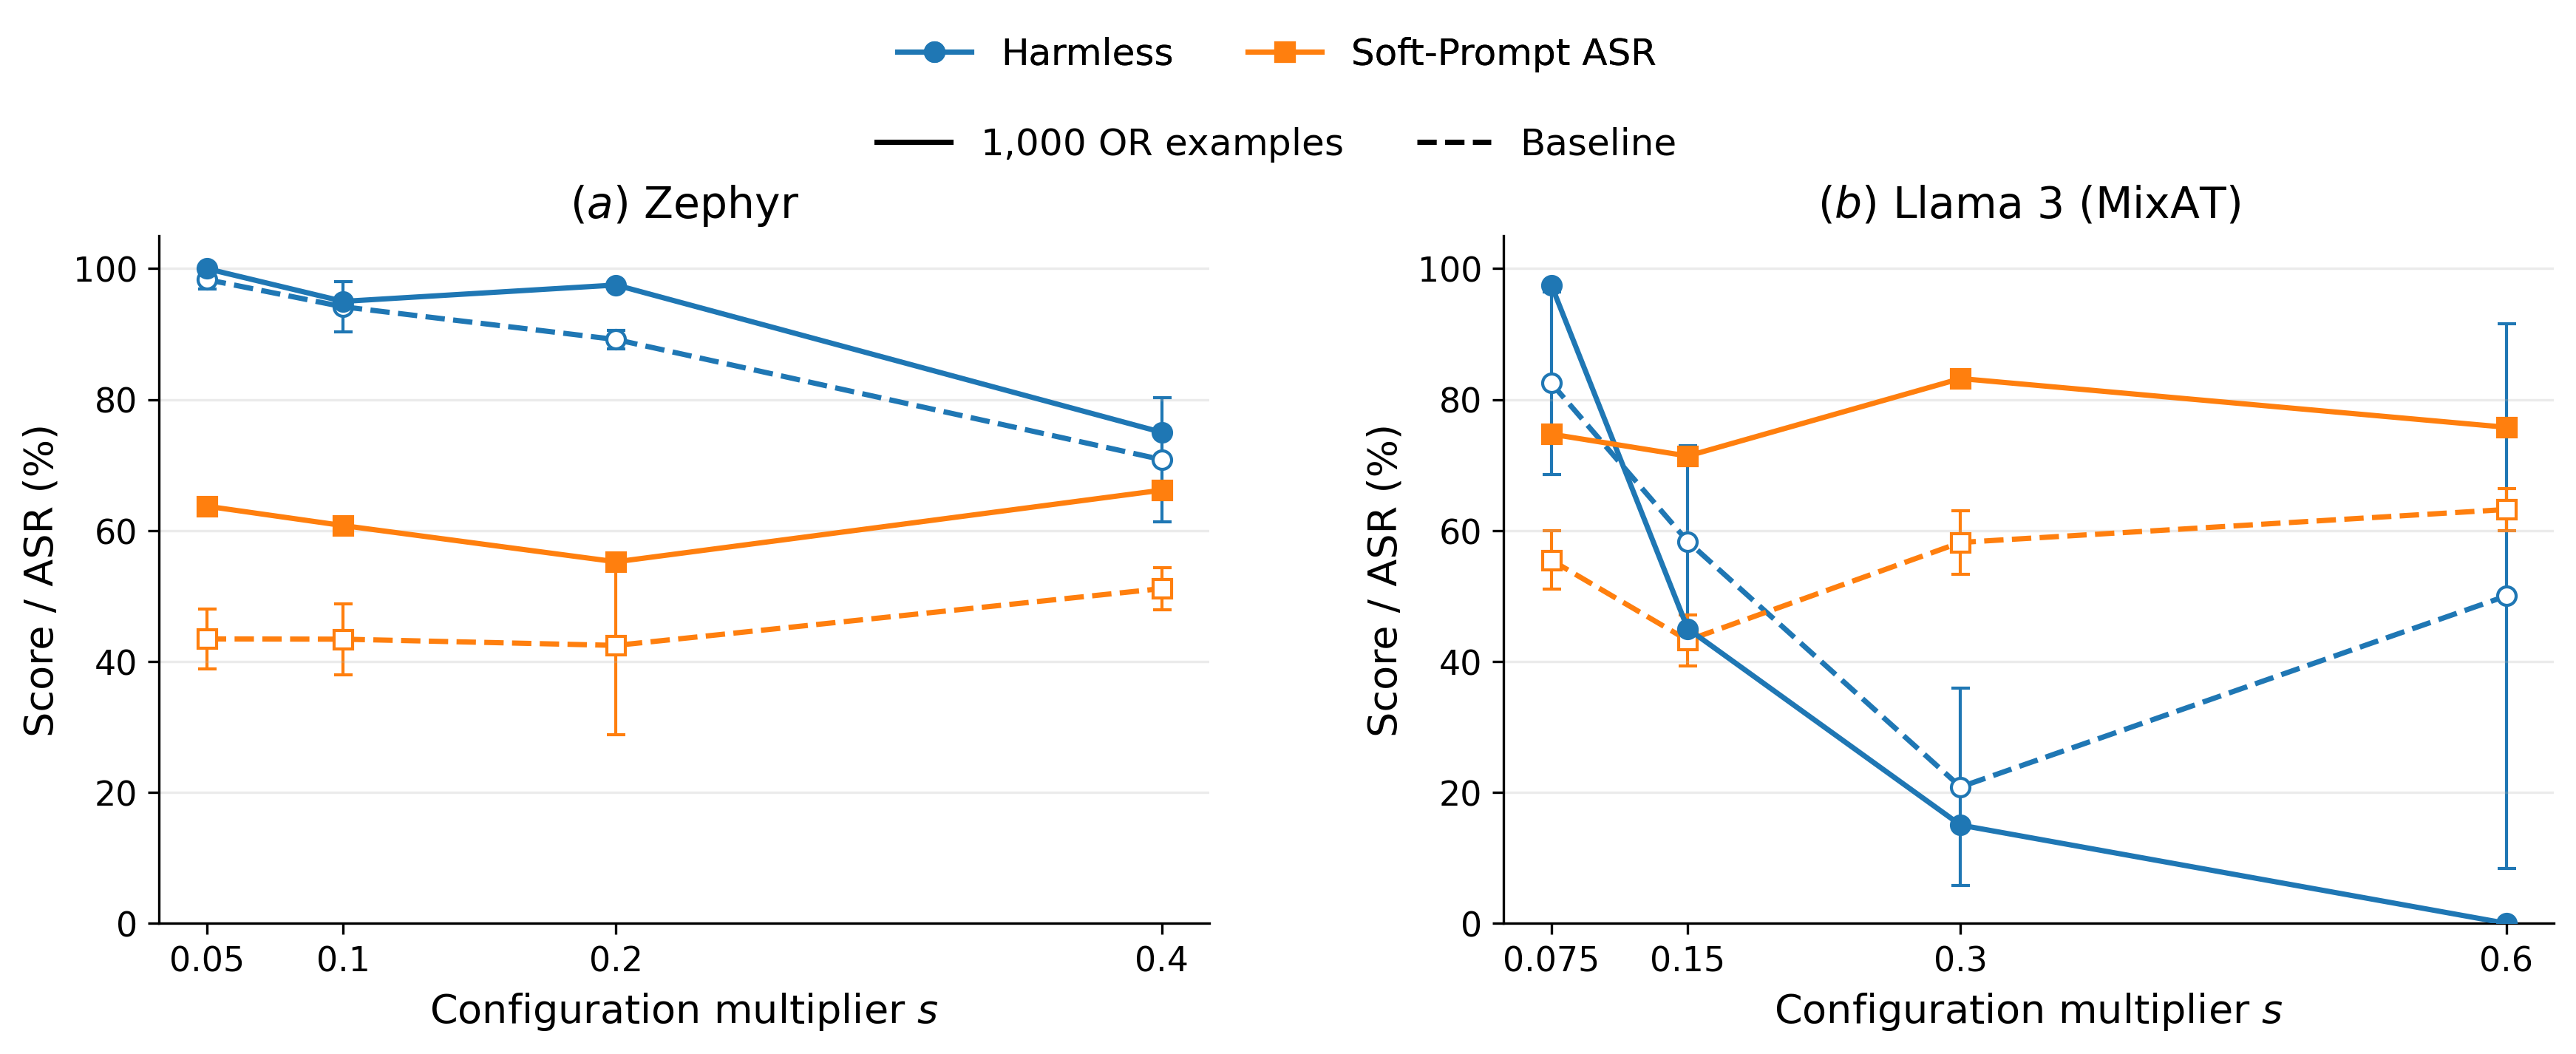 Harmless Soft-Prompt ASR
1,000 OR examples Baseline
(a) Zephyr
Score / ASR (%)
100
80
60
40
20
0
0.05 0.1 0.2 0.4
Configuration multiplier s
(b) Llama 3 (MixAT)
Score / ASR (%)
100
80
60
40
20
0
0.075 0.15 0.3 0.6
Configuration multiplier s